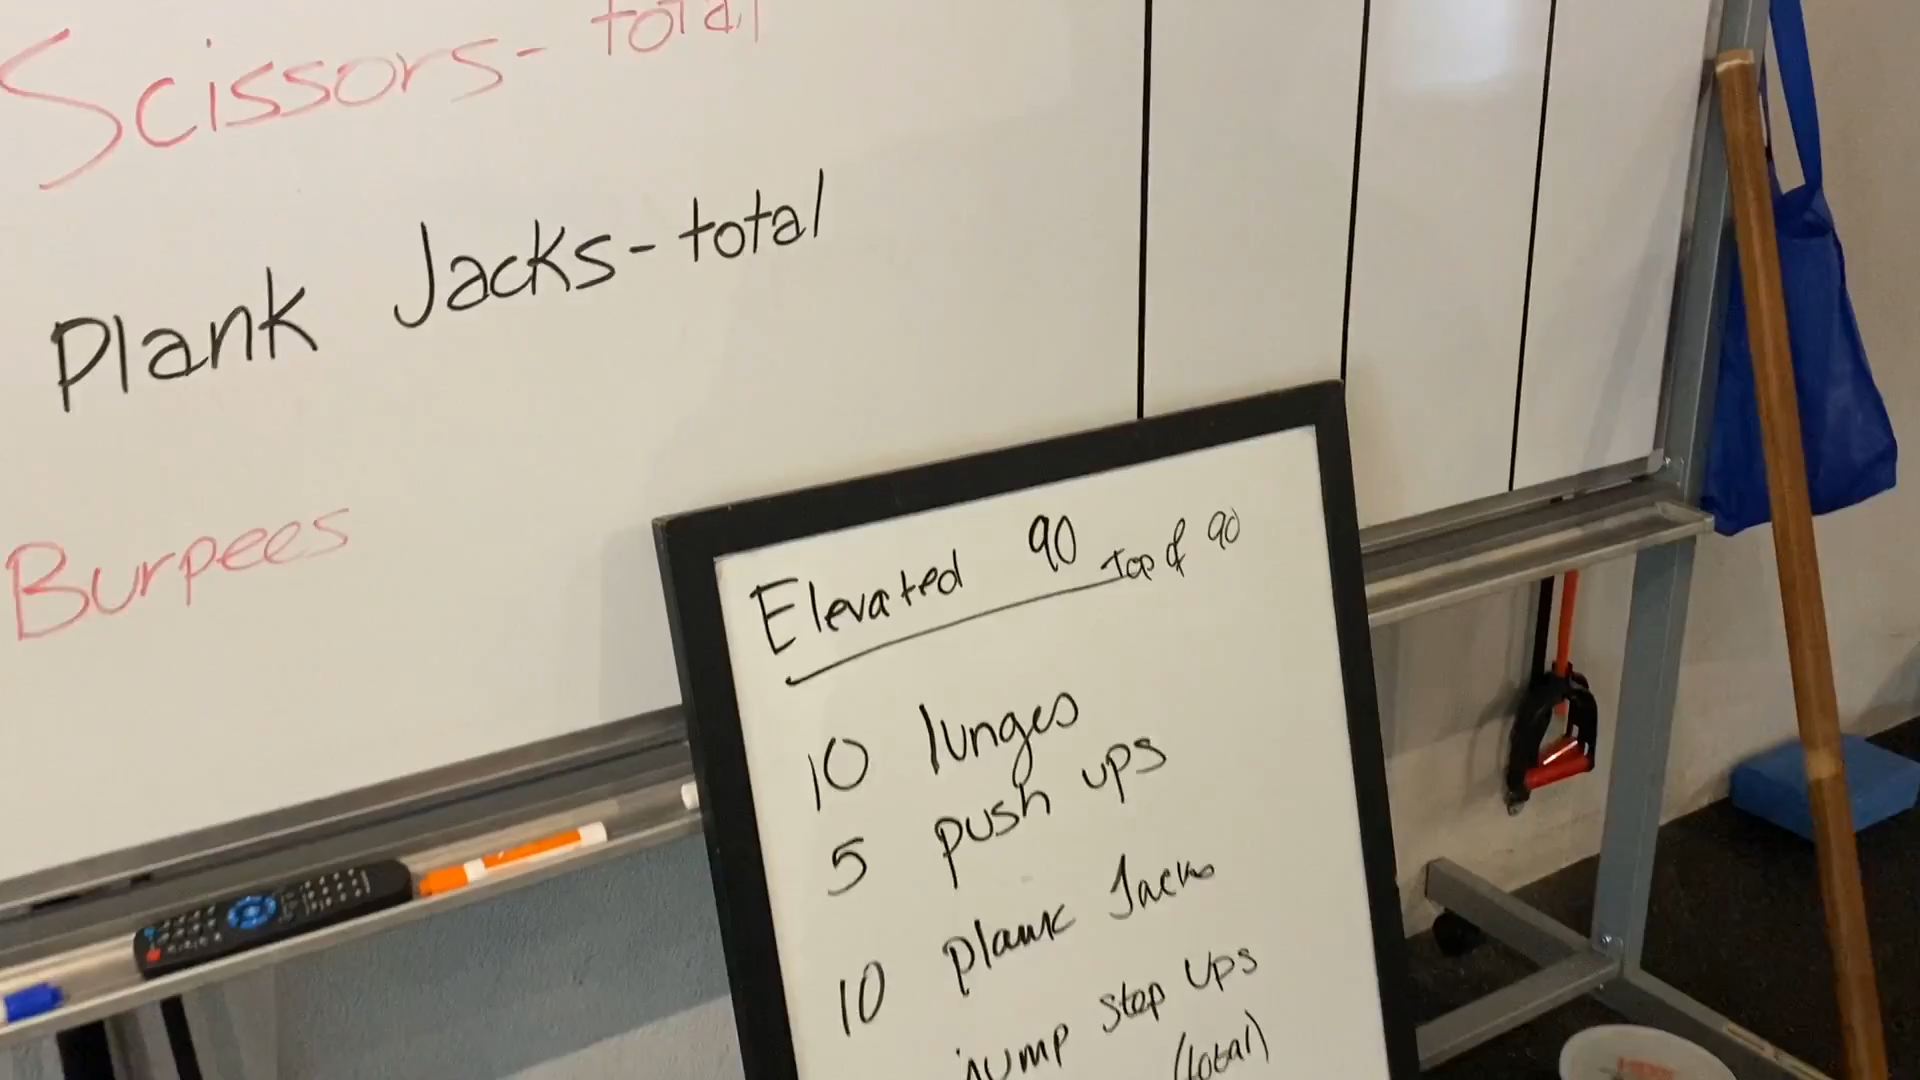 Scissors - total
Plank Jacks - total
Burpees
Elevated 90 Top of 90
10 lunges
5 push ups
10 plank Jacks
jump step ups
(total)